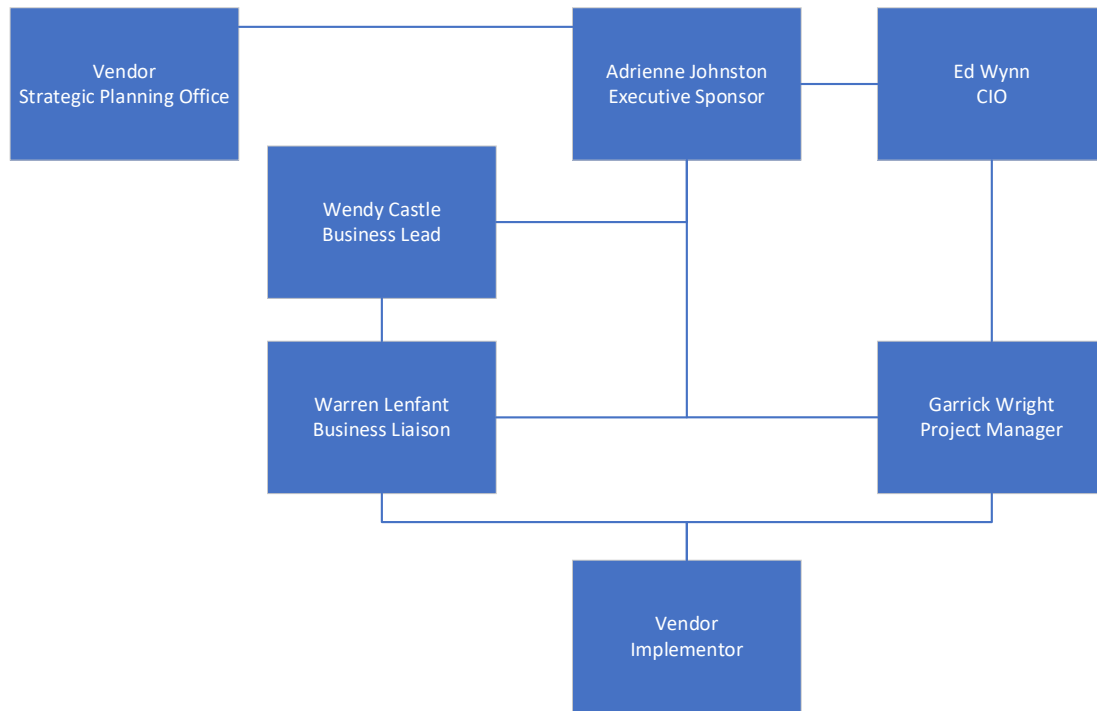 Vendor
Strategic Planning Office
Adrienne Johnston
Executive Sponsor
Ed Wynn
CIO
Wendy Castle
Business Lead
Warren Lenfant
Business Liaison
Garrick Wright
Project Manager
Vendor
Implementor